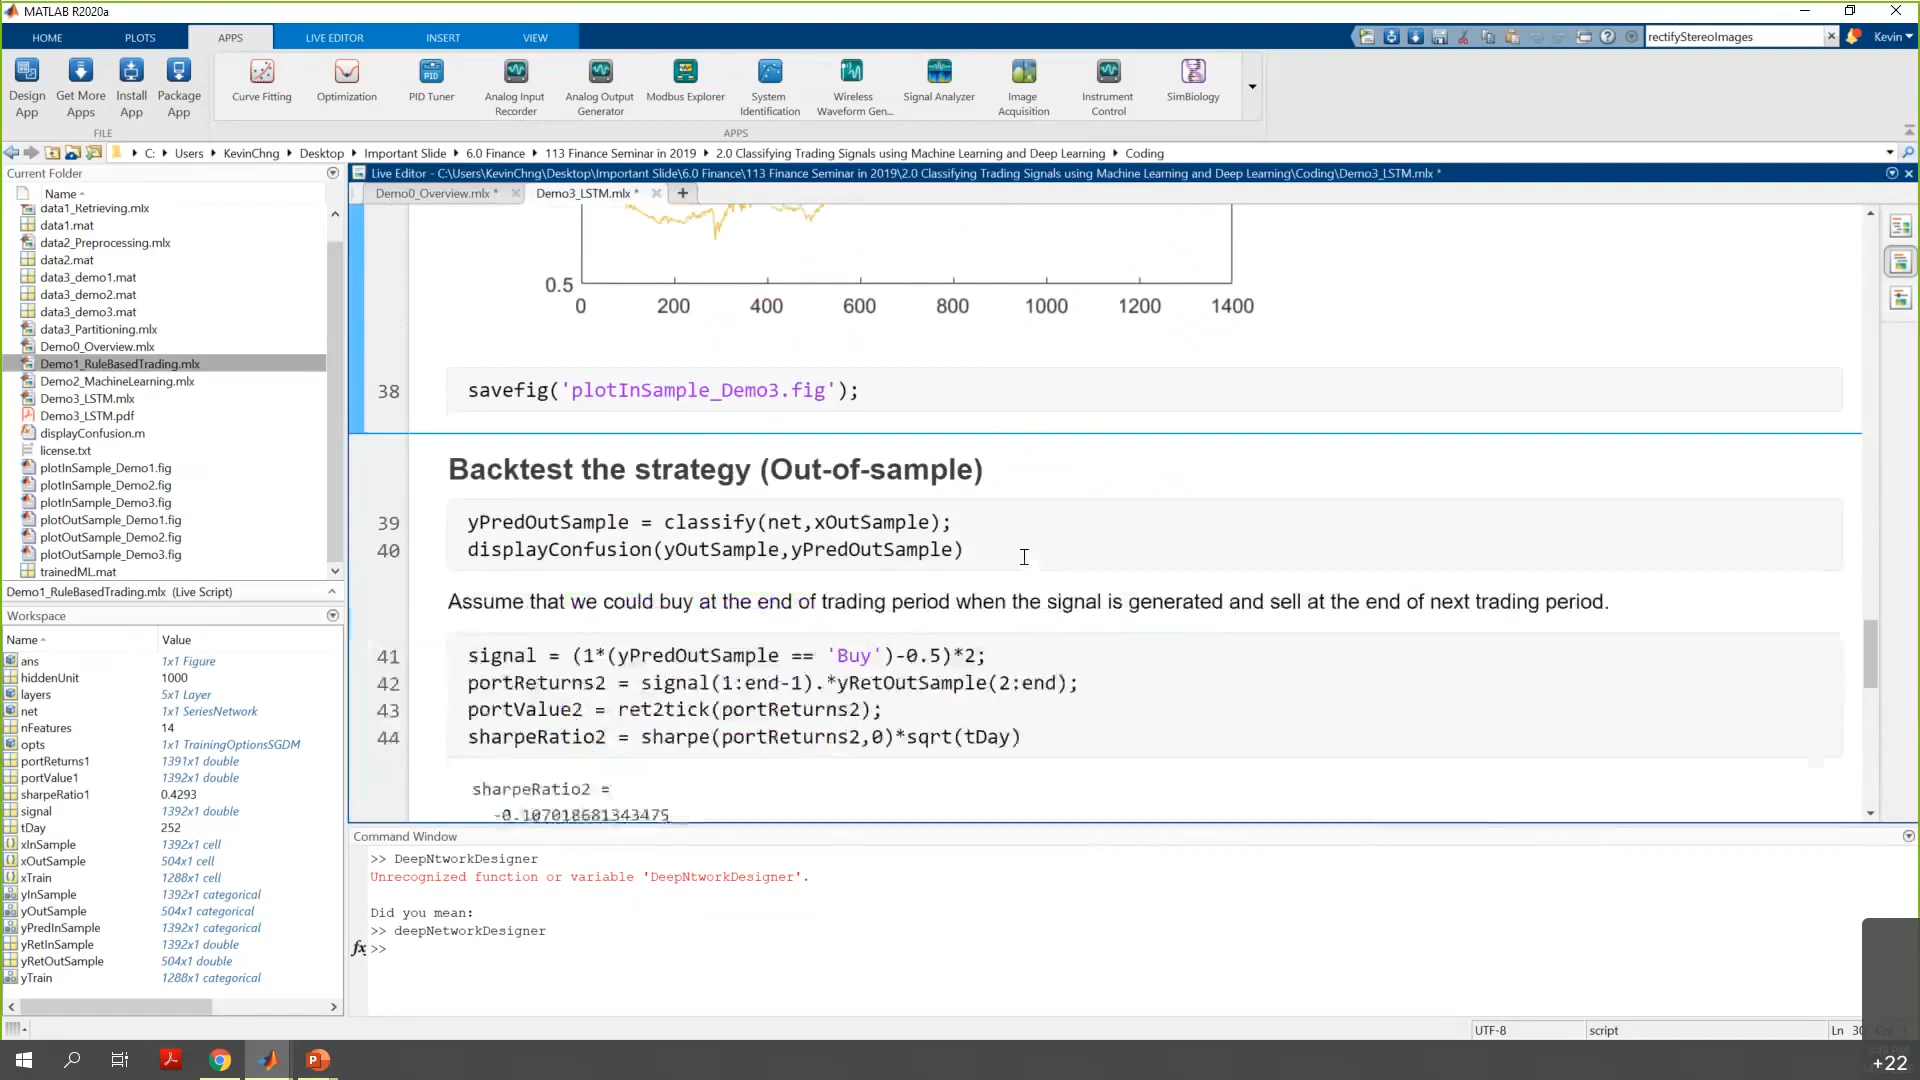 MATLAB R2020a
HOME PLOTS APPS LIVE EDITOR INSERT VIEW
rectifyStereoImages
Kevin
Design App
Get More Apps
Install App
Package App
Curve Fitting
Optimization
PID Tuner
Analog Input Recorder
Analog Output Generator
Modbus Explorer
System Identification
Wireless Waveform Gen...
Signal Analyzer
Image Acquisition
Instrument Control
SimBiology
FILE
APPS
C: Users KevinChng Desktop Important Slide 6.0 Finance 113 Finance Seminar in 2019 2.0 Classifying Trading Signals using Machine Learning and Deep Learning Coding
Current Folder
Name
data1_Retrieving.mlx
data1.mat
data2_Preprocessing.mlx
data2.mat
data3_demo1.mat
data3_demo2.mat
data3_demo3.mat
data3_Partitioning.mlx
Demo0_Overview.mlx
Demo1_RuleBasedTrading.mlx
Demo2_MachineLearning.mlx
Demo3_LSTM.mlx
Demo3_LSTM.pdf
displayConfusion.m
license.txt
plotInSample_Demo1.fig
plotInSample_Demo2.fig
plotInSample_Demo3.fig
plotOutSample_Demo1.fig
plotOutSample_Demo2.fig
plotOutSample_Demo3.fig
trainedML.mat
Demo1_RuleBasedTrading.mlx (Live Script)
Workspace
Name Value
ans 1x1 Figure
hiddenUnit 1000
layers 5x1 Layer
net 1x1 SeriesNetwork
nFeatures 14
opts 1x1 TrainingOptionsSGDM
portReturns1 1391x1 double
portValue1 1392x1 double
sharpeRatio1 0.4293
signal 1392x1 double
tDay 252
xInSample 1392x1 cell
xOutSample 504x1 cell
xTrain 1288x1 cell
yInSample 1392x1 categorical
yOutSample 504x1 categorical
yPredInSample 1392x1 categorical
yRetInSample 1392x1 double
yRetOutSample 504x1 double
yTrain 1288x1 categorical
Live Editor - C:\Users\KevinChng\Desktop\Important Slide\6.0 Finance\113 Finance Seminar in 2019\2.0 Classifying Trading Signals using Machine Learning and Deep Learning\Coding\Demo3_LSTM.mlx *
Demo0_Overview.mlx * Demo3_LSTM.mlx *
0.5
0 200 400 600 800 1000 1200 1400
38 savefig('plotInSample_Demo3.fig');
Backtest the strategy (Out-of-sample)
39 yPredOutSample = classify(net,xOutSample);
40 displayConfusion(yOutSample,yPredOutSample)
Assume that we could buy at the end of trading period when the signal is generated and sell at the end of next trading period.
41 signal = (1*(yPredOutSample == 'Buy')-0.5)*2;
42 portReturns2 = signal(1:end-1).*yRetOutSample(2:end);
43 portValue2 = ret2tick(portReturns2);
44 sharpeRatio2 = sharpe(portReturns2,0)*sqrt(tDay)
sharpeRatio2 =
-0.107018681343475
Command Window
>> DeepNtworkDesigner
Unrecognized function or variable 'DeepNtworkDesigner'.
Did you mean:
>> deepNetworkDesigner
fx >>
UTF-8 script Ln 30
+22